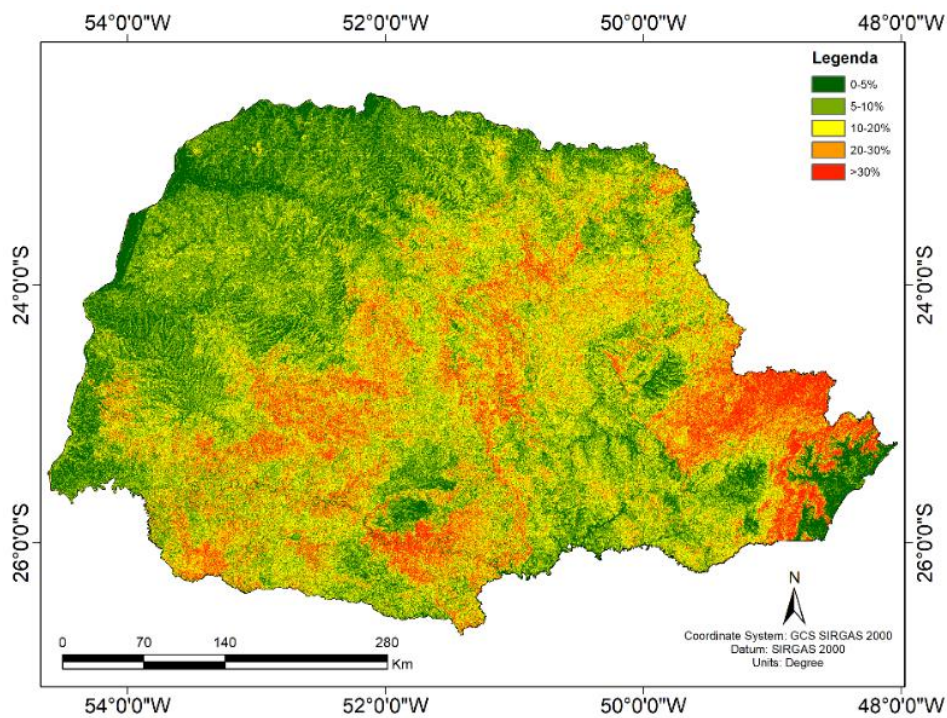 54°0'0"W 52°0'0"W 50°0'0"W 48°0'0"W
Legenda
0-5%
5-10%
10-20%
20-30%
>30%
24°0'0"S 24°0'0"S
26°0'0"S 26°0'0"S
N
0 70 140 280
Km
Coordinate System: GCS SIRGAS 2000
Datum: SIRGAS 2000
Units: Degree
54°0'0"W 52°0'0"W 50°0'0"W 48°0'0"W